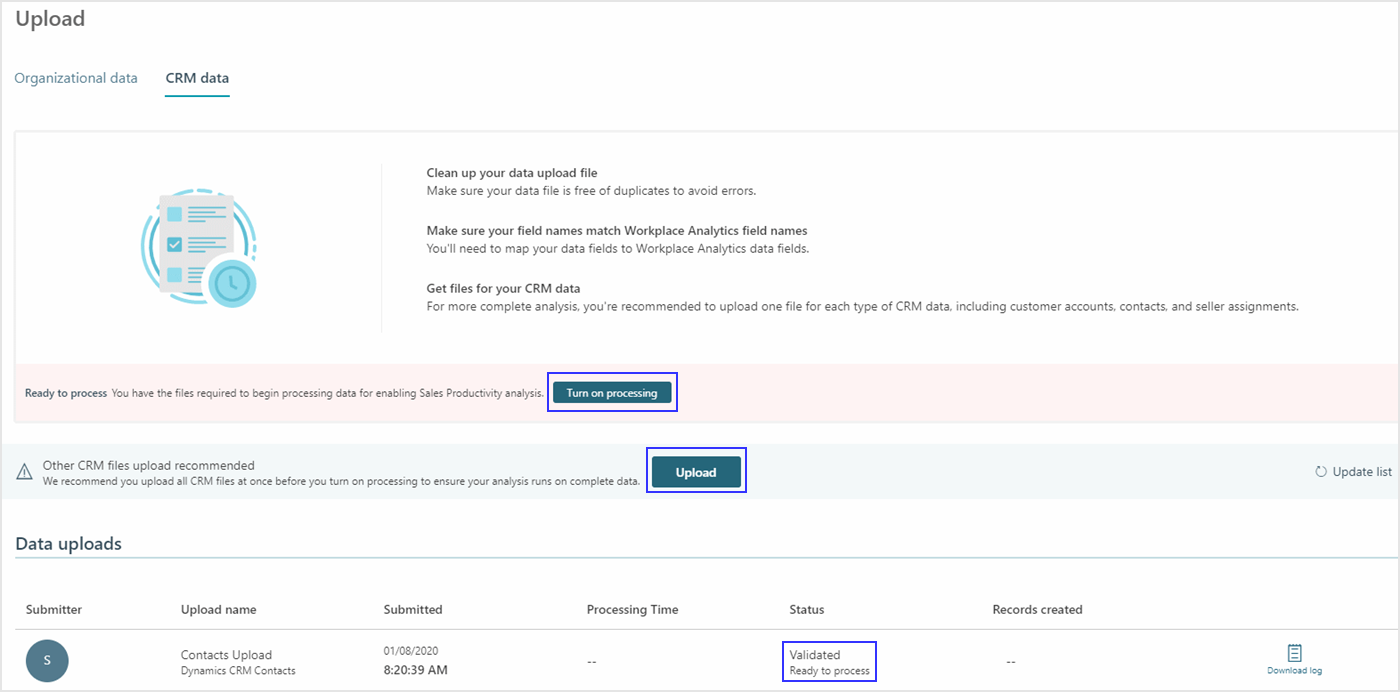 Upload
Organizational data CRM data
Clean up your data upload file
Make sure your data file is free of duplicates to avoid errors.
Make sure your field names match Workplace Analytics field names
You'll need to map your data fields to Workplace Analytics data fields.
Get files for your CRM data
For more complete analysis, you're recommended to upload one file for each type of CRM data, including customer accounts, contacts, and seller assignments.
Ready to process You have the files required to begin processing data for enabling Sales Productivity analysis. Turn on processing
Other CRM files upload recommended
We recommend you upload all CRM files at once before you turn on processing to ensure your analysis runs on complete data.
Upload
Update list
Data uploads
Submitter Upload name Submitted Processing Time Status Records created
S
Contacts Upload
Dynamics CRM Contacts
01/08/2020
8:20:39 AM
--
Validated
Ready to process
--
Download log